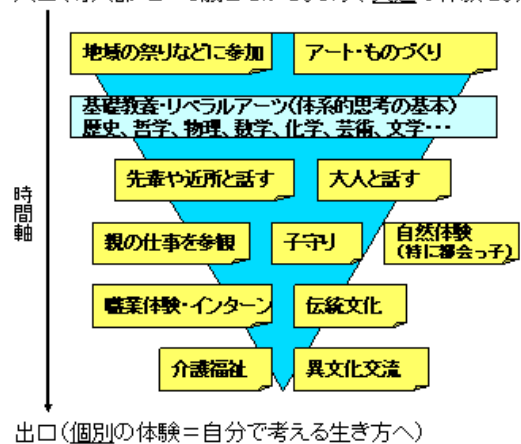 地域の祭りなどに参加
アート・ものづくり
基礎教養・リベラルアーツ(体系的思考の基本)
歴史、哲学、物理、数学、化学、芸術、文学・・・
先輩や近所と話す
大人と話す
時間軸
親の仕事を参観
子守り
自然体験
(特に都会っ子)
職業体験・インターン
伝統文化
介護福祉
異文化交流
出口(個別の体験=自分で考える生き方へ)